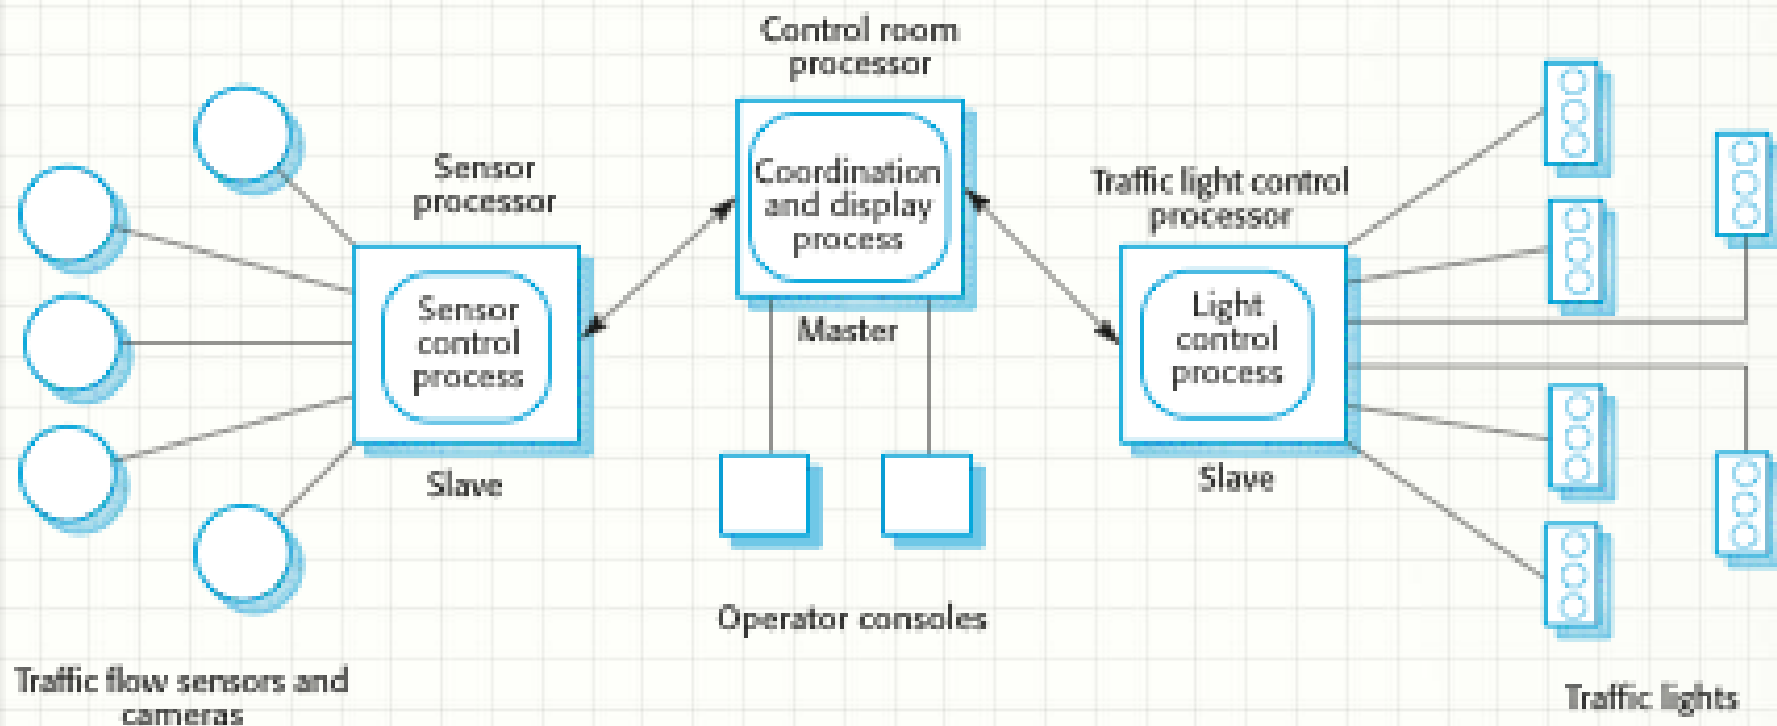 Control room
processor
Coordination
and display
process
Master
Sensor
processor
Sensor
control
process
Slave
Traffic light control
processor
Light
control
process
Slave
Operator consoles
Traffic flow sensors and
cameras
Traffic lights